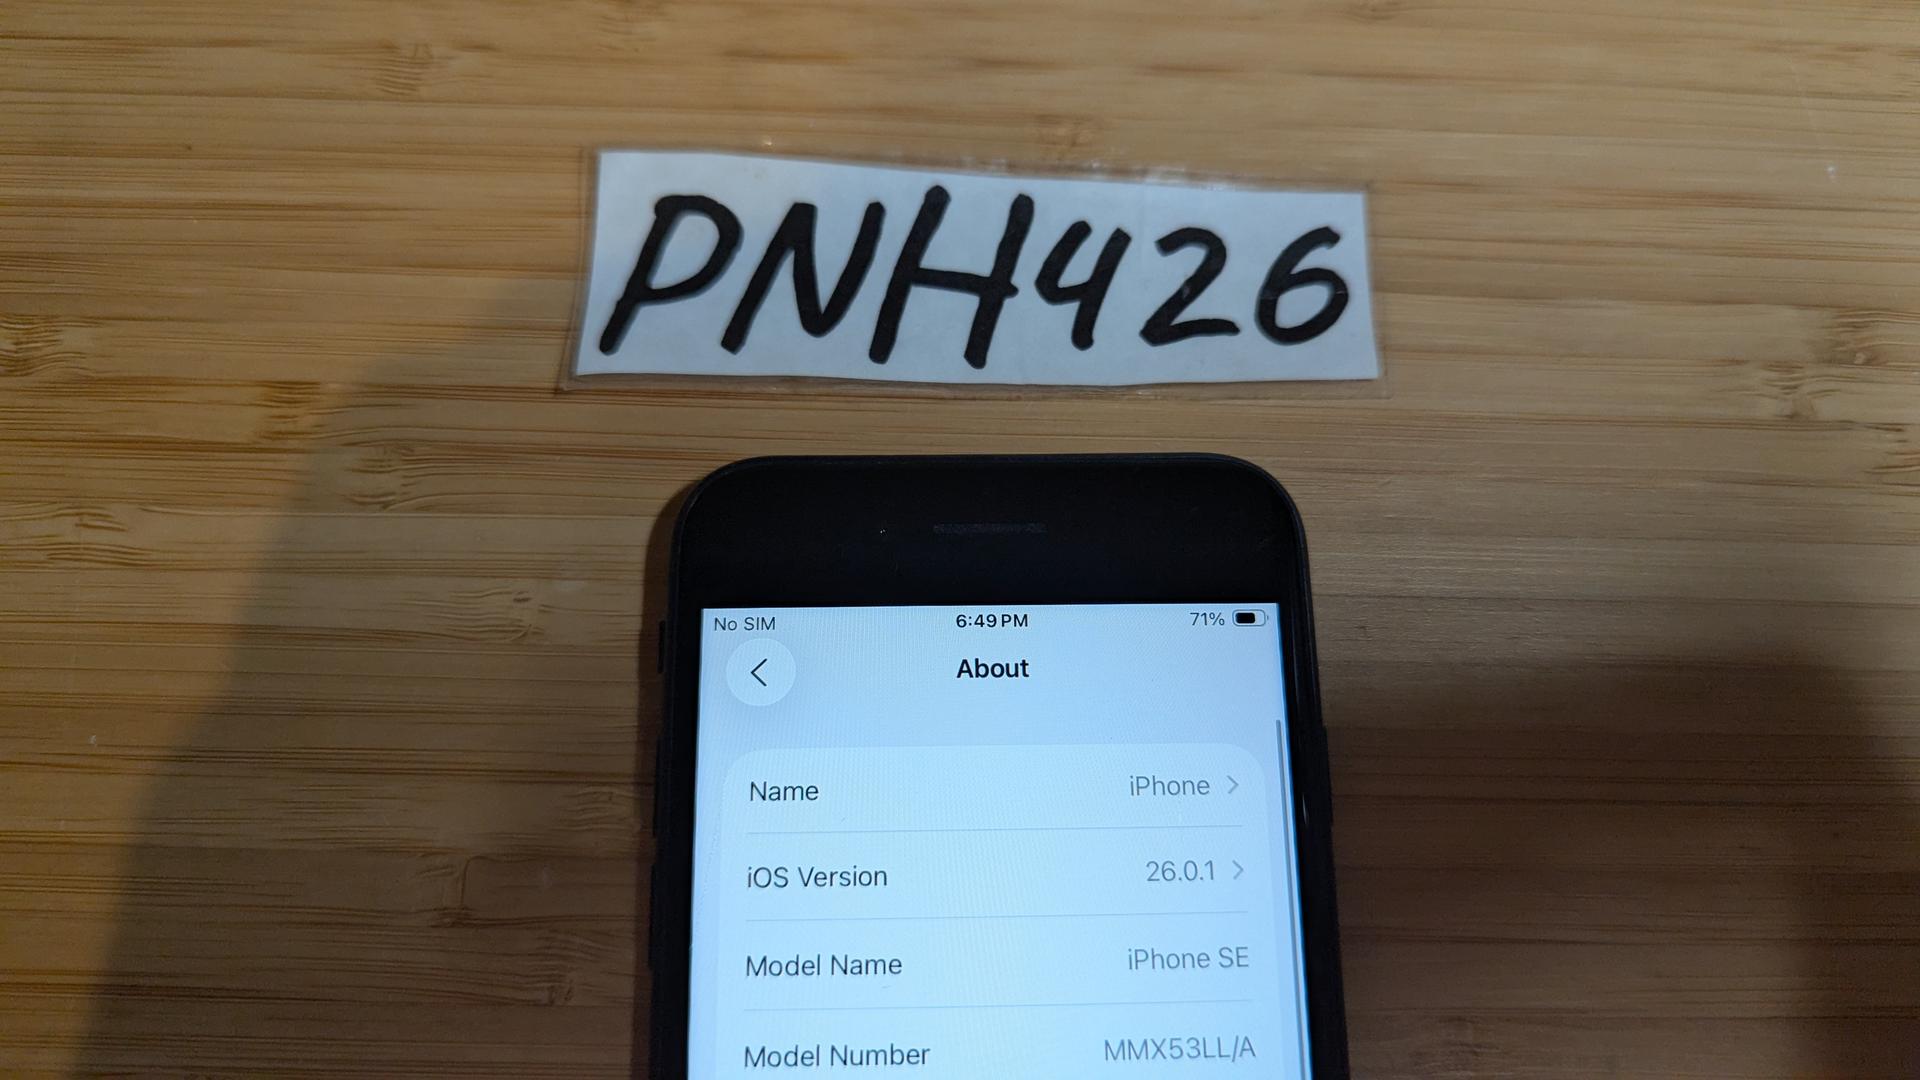 PNH426
No SIM 6:49 PM 71%
About
Name iPhone
iOS Version 26.0.1
Model Name iPhone SE
Model Number MMX53LL/A